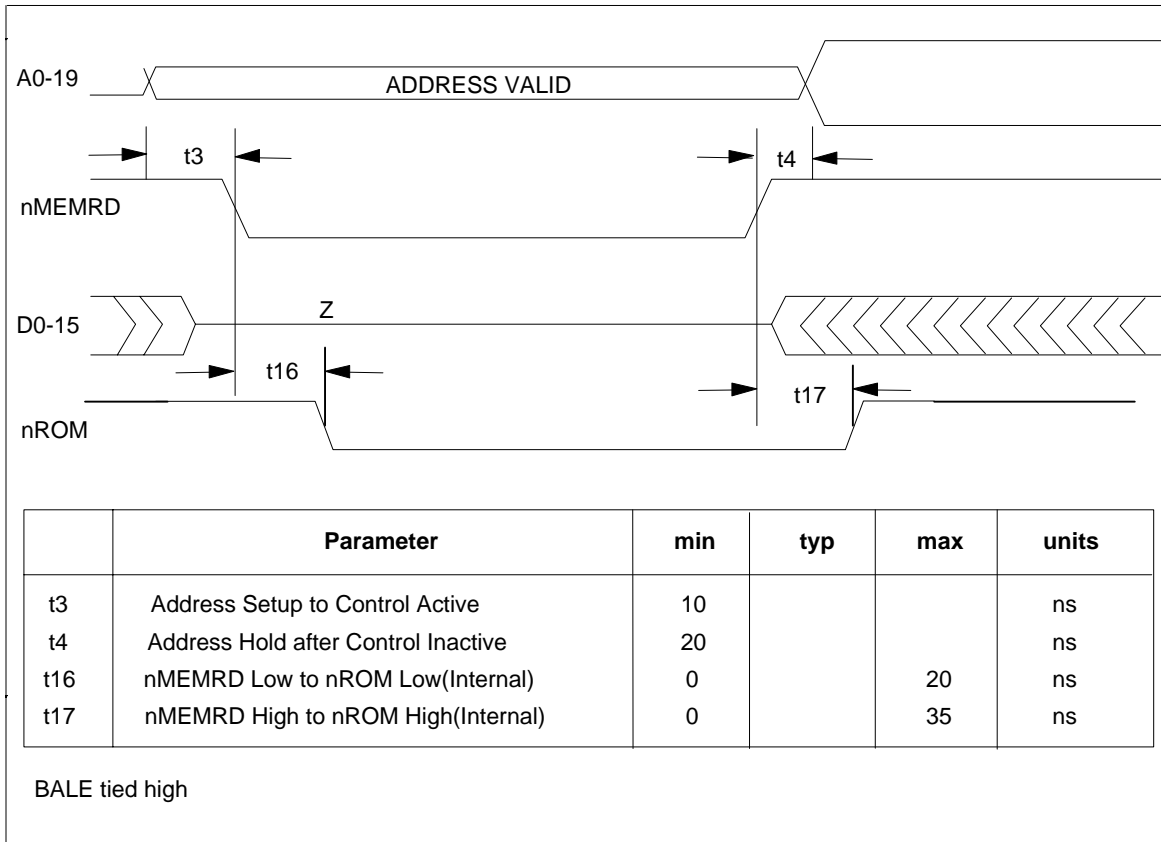 A0-19
ADDRESS VALID
t3
t4
nMEMRD
Z
D0-15
t16
t17
nROM
Parameter min typ max units
t3 Address Setup to Control Active 10 ns
t4 Address Hold after Control Inactive 20 ns
t16 nMEMRD Low to nROM Low(Internal) 0 20 ns
t17 nMEMRD High to nROM High(Internal) 0 35 ns
BALE tied high